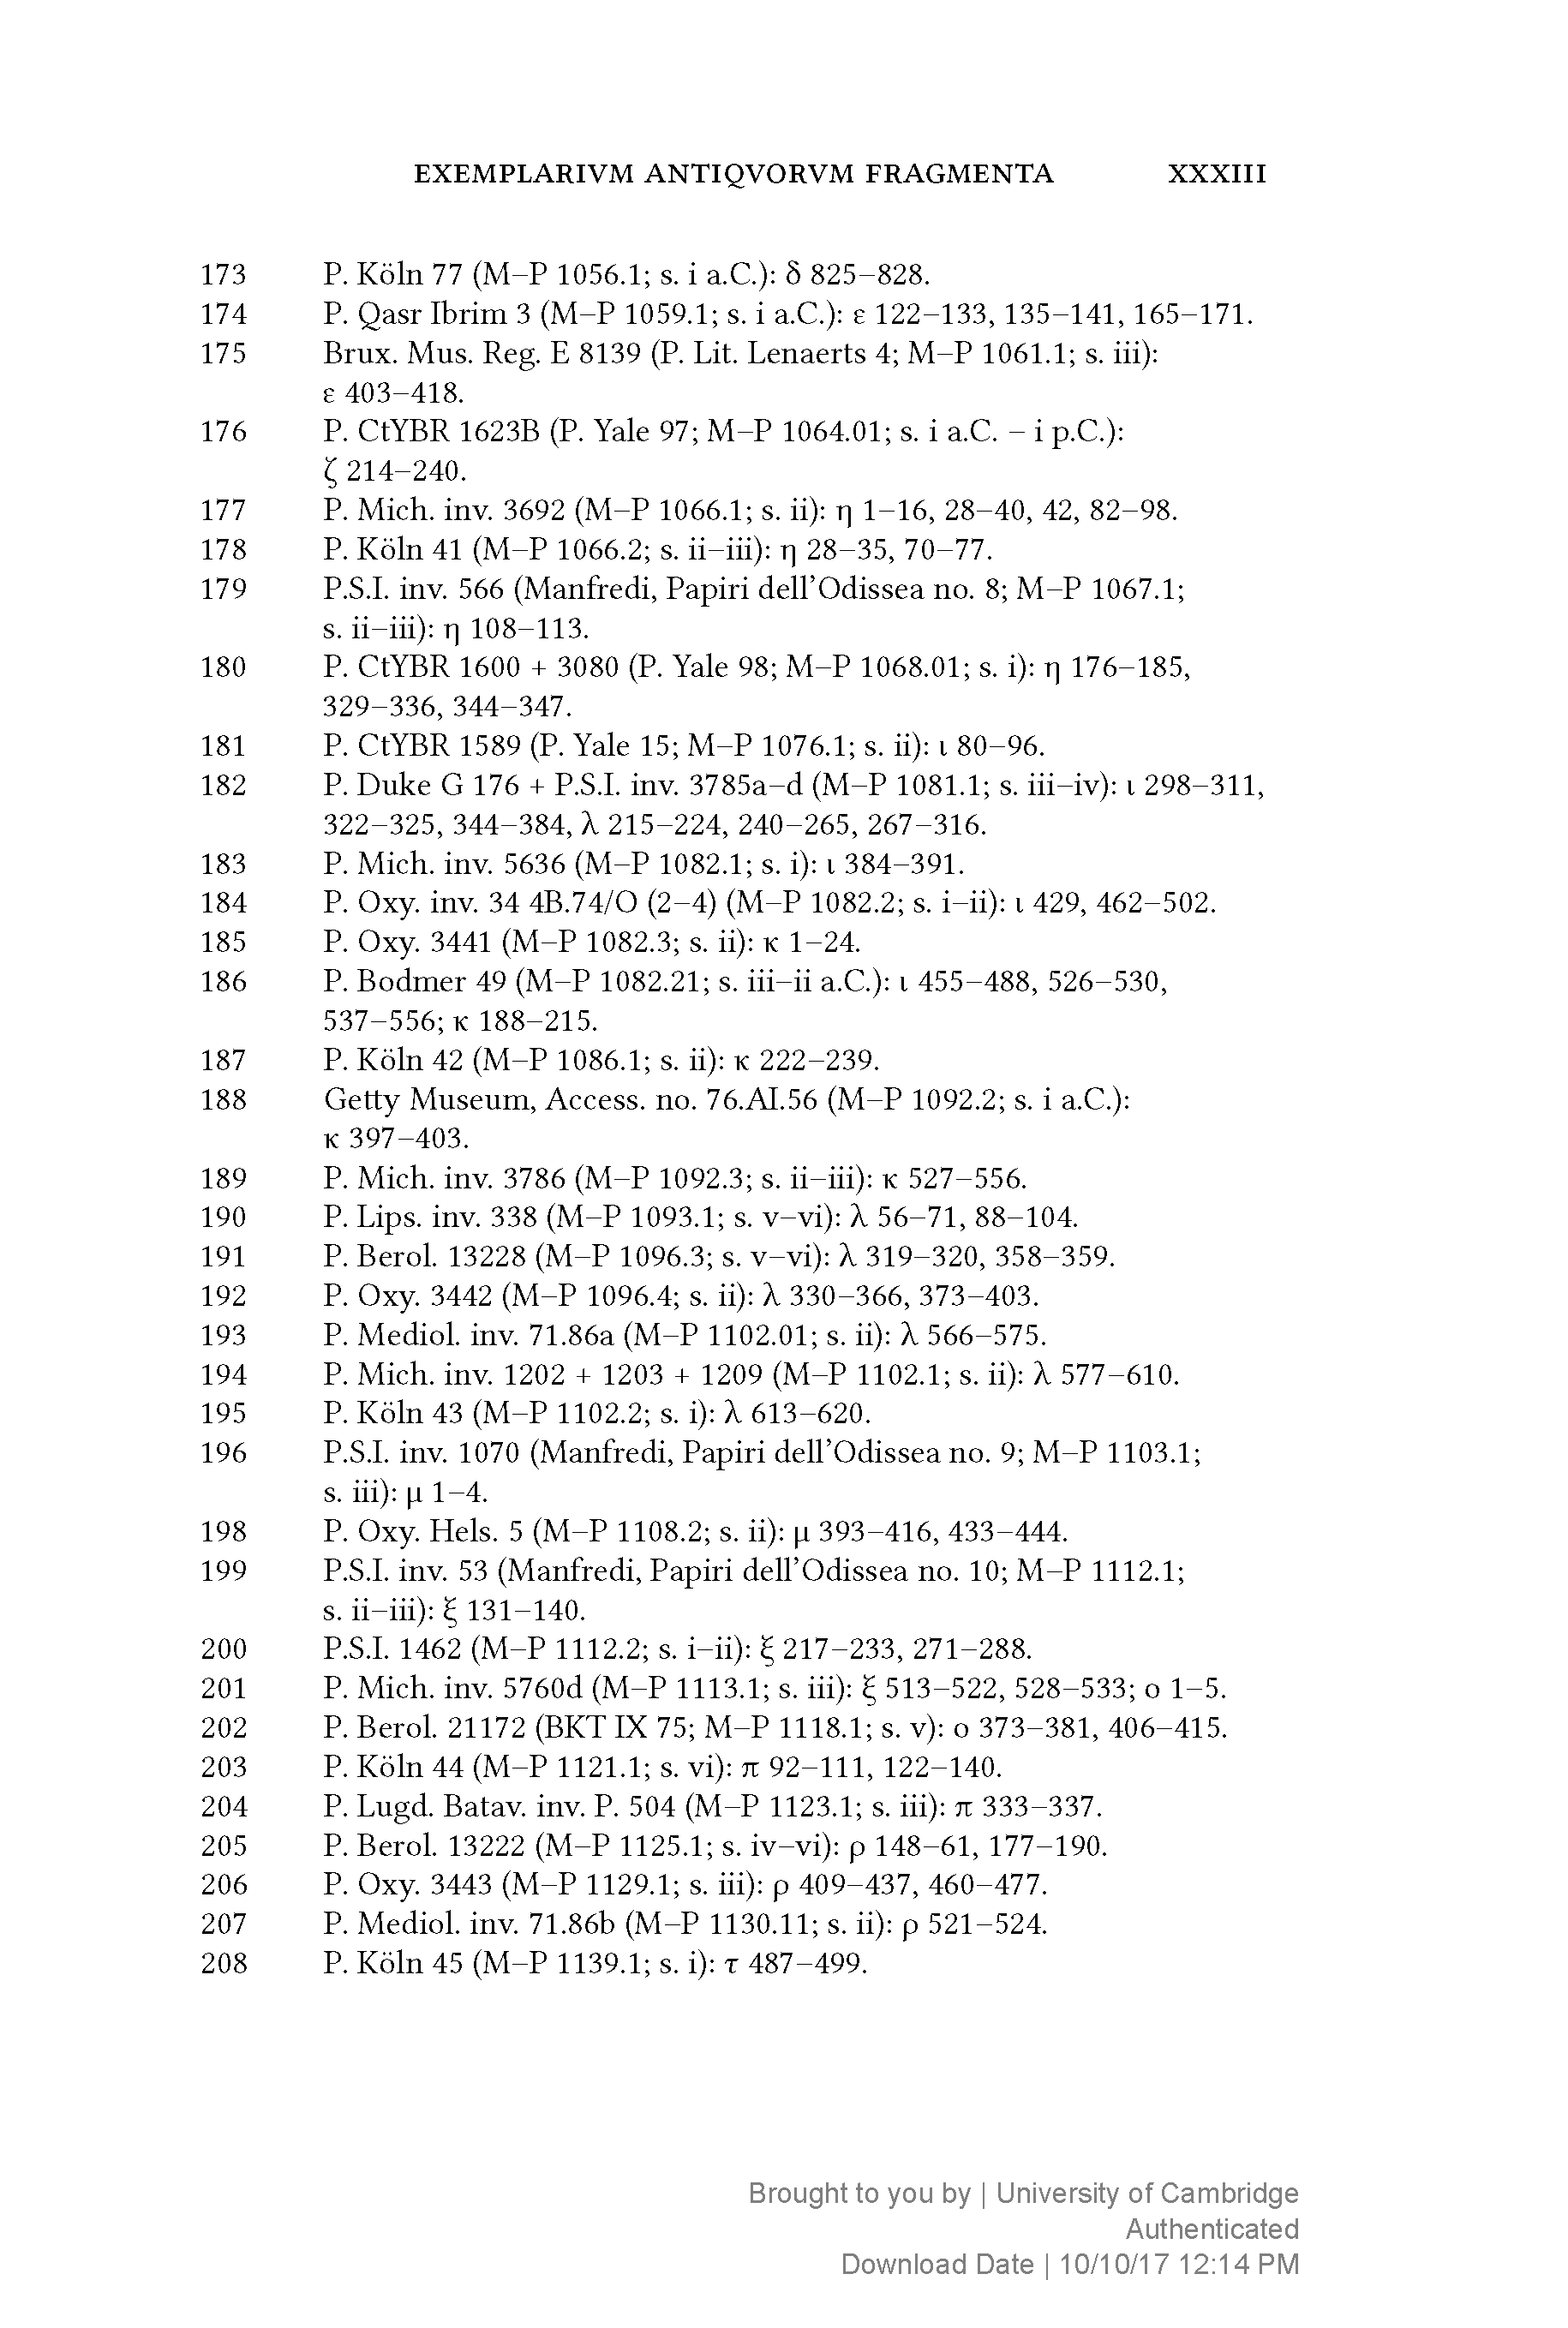 EXEMPLARIVM ANTIQVORVM FRAGMENTA XXXIII
173 P. Köln 77 (M–P 1056.1; s. i a.C.): δ 825–828.
174 P. Qasr Ibrim 3 (M–P 1059.1; s. i a.C.): ε 122–133, 135–141, 165–171.
175 Brux. Mus. Reg. E 8139 (P. Lit. Lenaerts 4; M–P 1061.1; s. iii):
ε 403–418.
176 P. CtYBR 1623B (P. Yale 97; M–P 1064.01; s. i a.C. – i p.C.):
ζ 214–240.
177 P. Mich. inv. 3692 (M–P 1066.1; s. ii): η 1–16, 28–40, 42, 82–98.
178 P. Köln 41 (M–P 1066.2; s. ii–iii): η 28–35, 70–77.
179 P.S.I. inv. 566 (Manfredi, Papiri dell’Odissea no. 8; M–P 1067.1;
s. ii–iii): η 108–113.
180 P. CtYBR 1600 + 3080 (P. Yale 98; M–P 1068.01; s. i): η 176–185,
329–336, 344–347.
181 P. CtYBR 1589 (P. Yale 15; M–P 1076.1; s. ii): ι 80–96.
182 P. Duke G 176 + P.S.I. inv. 3785a–d (M–P 1081.1; s. iii–iv): ι 298–311,
322–325, 344–384, λ 215–224, 240–265, 267–316.
183 P. Mich. inv. 5636 (M–P 1082.1; s. i): ι 384–391.
184 P. Oxy. inv. 34 4B.74/O (2–4) (M–P 1082.2; s. i–ii): ι 429, 462–502.
185 P. Oxy. 3441 (M–P 1082.3; s. ii): κ 1–24.
186 P. Bodmer 49 (M–P 1082.21; s. iii–ii a.C.): ι 455–488, 526–530,
537–556; κ 188–215.
187 P. Köln 42 (M–P 1086.1; s. ii): κ 222–239.
188 Getty Museum, Access. no. 76.AI.56 (M–P 1092.2; s. i a.C.):
κ 397–403.
189 P. Mich. inv. 3786 (M–P 1092.3; s. ii–iii): κ 527–556.
190 P. Lips. inv. 338 (M–P 1093.1; s. v–vi): λ 56–71, 88–104.
191 P. Berol. 13228 (M–P 1096.3; s. v–vi): λ 319–320, 358–359.
192 P. Oxy. 3442 (M–P 1096.4; s. ii): λ 330–366, 373–403.
193 P. Mediol. inv. 71.86a (M–P 1102.01; s. ii): λ 566–575.
194 P. Mich. inv. 1202 + 1203 + 1209 (M–P 1102.1; s. ii): λ 577–610.
195 P. Köln 43 (M–P 1102.2; s. i): λ 613–620.
196 P.S.I. inv. 1070 (Manfredi, Papiri dell’Odissea no. 9; M–P 1103.1;
s. iii): μ 1–4.
198 P. Oxy. Hels. 5 (M–P 1108.2; s. ii): μ 393–416, 433–444.
199 P.S.I. inv. 53 (Manfredi, Papiri dell’Odissea no. 10; M–P 1112.1;
s. ii–iii): ξ 131–140.
200 P.S.I. 1462 (M–P 1112.2; s. i–ii): ξ 217–233, 271–288.
201 P. Mich. inv. 5760d (M–P 1113.1; s. iii): ξ 513–522, 528–533; ο 1–5.
202 P. Berol. 21172 (BKT IX 75; M–P 1118.1; s. v): ο 373–381, 406–415.
203 P. Köln 44 (M–P 1121.1; s. vi): π 92–111, 122–140.
204 P. Lugd. Batav. inv. P. 504 (M–P 1123.1; s. iii): π 333–337.
205 P. Berol. 13222 (M–P 1125.1; s. iv–vi): ρ 148–61, 177–190.
206 P. Oxy. 3443 (M–P 1129.1; s. iii): ρ 409–437, 460–477.
207 P. Mediol. inv. 71.86b (M–P 1130.11; s. ii): ρ 521–524.
208 P. Köln 45 (M–P 1139.1; s. i): τ 487–499.
Brought to you by | University of Cambridge
Authenticated
Download Date | 10/10/17 12:14 PM